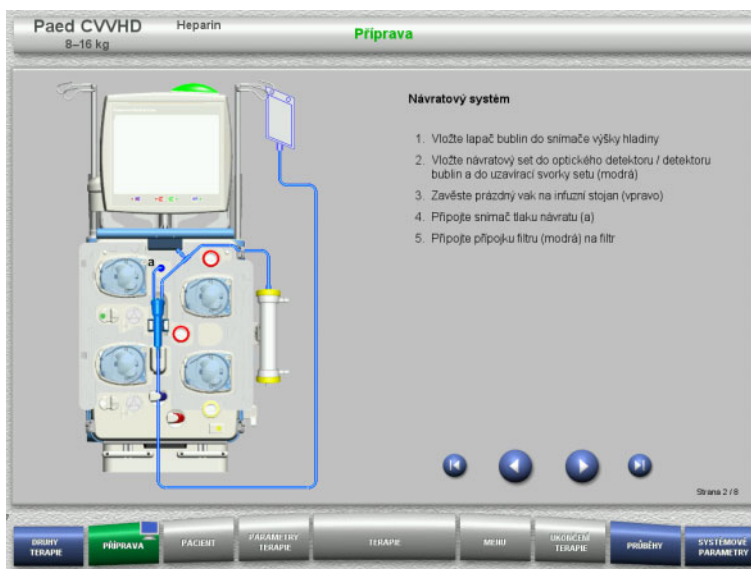 Paed CVVHD
Heparin
8–16 kg
Příprava
Návratový systém
1. Vložte lapač bublin do snímače výšky hladiny
2. Vložte návratový set do optického detektoru / detektoru
bublin a do uzavírací svorky setu (modrá)
3. Zavěste prázdný vak na infuzní stojan (vpravo)
4. Připojte snímač tlaku návratu (a)
5. Připojte přípojku filtru (modrá) na filtr
a
Strana 2 / 8
DRUHY
TERAPIE
PŘÍPRAVA
PACIENT
PARAMETRY
TERAPIE
TERAPIE
MENU
UKONČENÍ
TERAPIE
PRŮBĚHY
SYSTÉMOVÉ
PARAMETRY